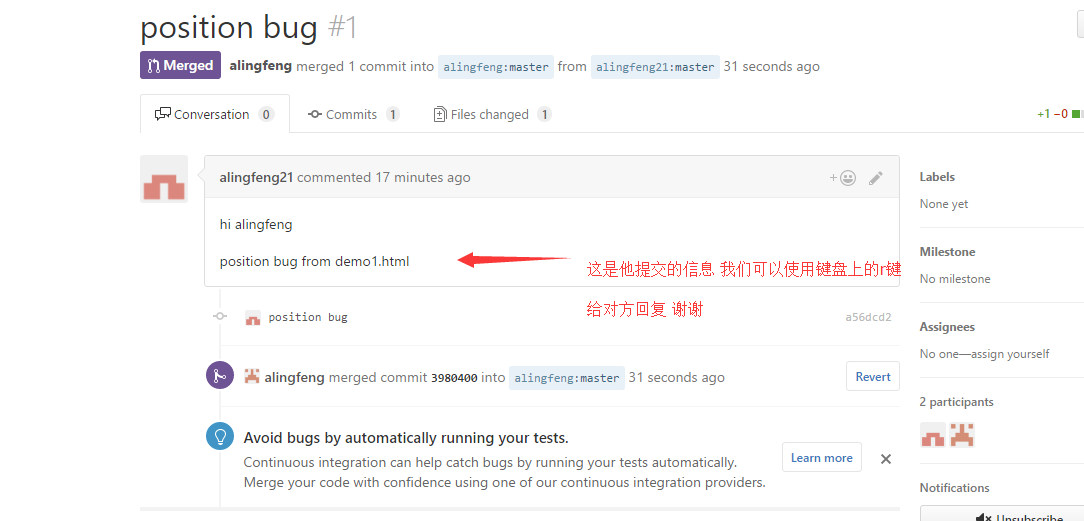 position bug #1
Merged alingfeng merged 1 commit into alingfeng:master from alingfeng21:master 31 seconds ago
Conversation 0 Commits 1 Files changed 1 +1 −0
alingfeng21 commented 17 minutes ago
Labels
None yet
hi alingfeng
position bug from demo1.html
这是他提交的信息 我们可以使用键盘上的r键
给对方回复 谢谢
Milestone
No milestone
position bug a56dcd2
Assignees
No one—assign yourself
alingfeng merged commit 3980400 into alingfeng:master 31 seconds ago Revert
2 participants
Avoid bugs by automatically running your tests.
Continuous integration can help catch bugs by running your tests automatically.
Merge your code with confidence using one of our continuous integration providers.
Learn more
Notifications
Unsubscribe